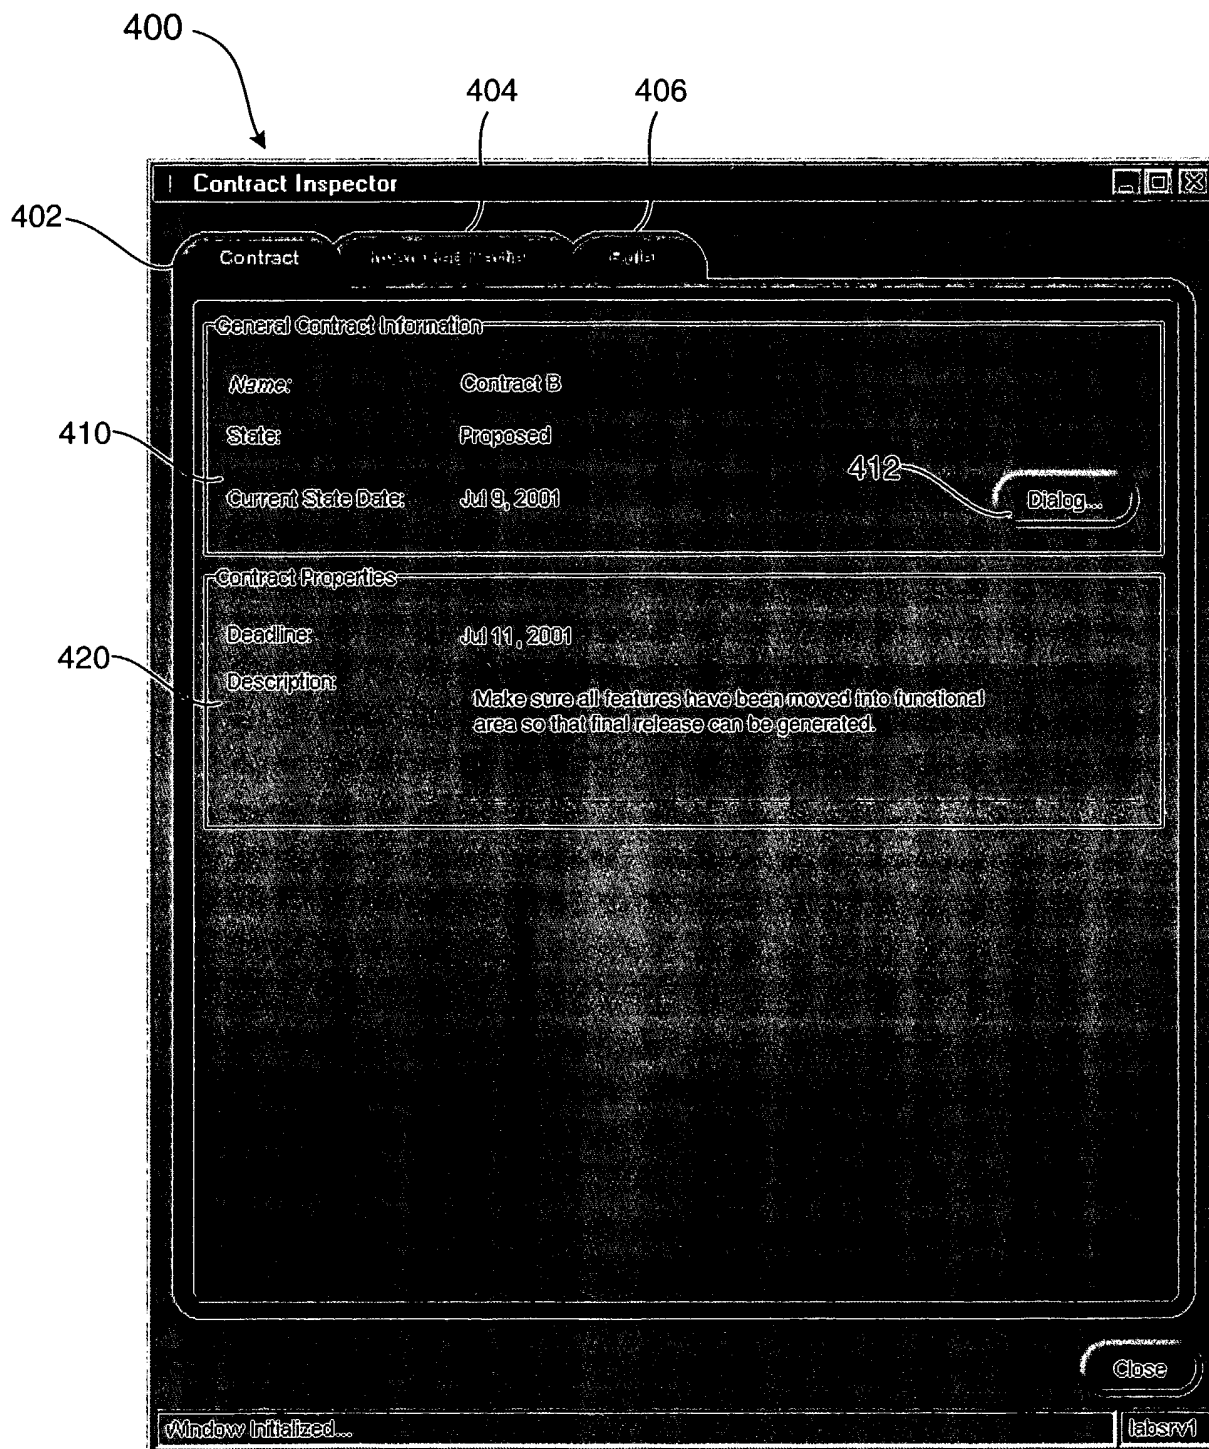 400
404 406
Contract Inspector
402
Contract
General Contract Information
Name: Contract B
State: Proposed
410
412
Current State Date: Jul 9, 2001 Dialog...
Contract Properties
Deadline: Jul 11, 2001
420
Description:
Make sure all features have been moved into functional
area so that final release can be generated.
Close
Window Initialized... labsrv1